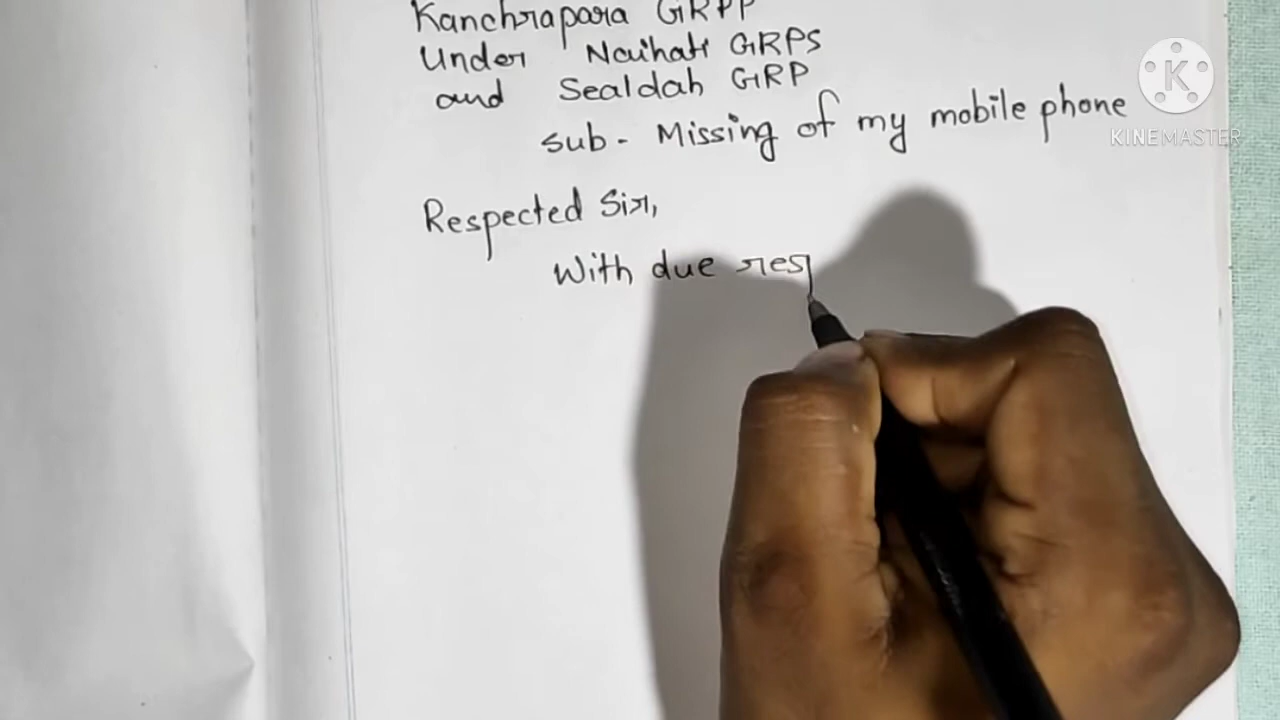 Kanchrapara GRPP
Under Naihati GRPS
and Sealdah GRP
sub - Missing of my mobile phone
Respected Sir,
With due resp
K
KINEMASTER